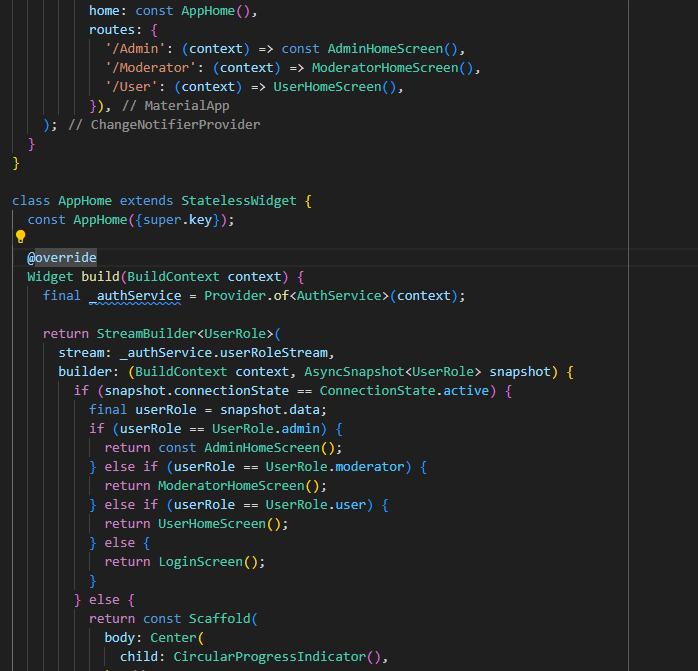 home: const AppHome(),
routes: {
'/Admin': (context) => const AdminHomeScreen(),
'/Moderator': (context) => ModeratorHomeScreen(),
'/User': (context) => UserHomeScreen(),
}), // MaterialApp
); // ChangeNotifierProvider
}
}
class AppHome extends StatelessWidget {
const AppHome({super.key});
@override
Widget build(BuildContext context) {
final _authService = Provider.of<AuthService>(context);
return StreamBuilder<UserRole>(
stream: _authService.userRoleStream,
builder: (BuildContext context, AsyncSnapshot<UserRole> snapshot) {
if (snapshot.connectionState == ConnectionState.active) {
final userRole = snapshot.data;
if (userRole == UserRole.admin) {
return const AdminHomeScreen();
} else if (userRole == UserRole.moderator) {
return ModeratorHomeScreen();
} else if (userRole == UserRole.user) {
return UserHomeScreen();
} else {
return LoginScreen();
}
} else {
return const Scaffold(
body: Center(
child: CircularProgressIndicator(),